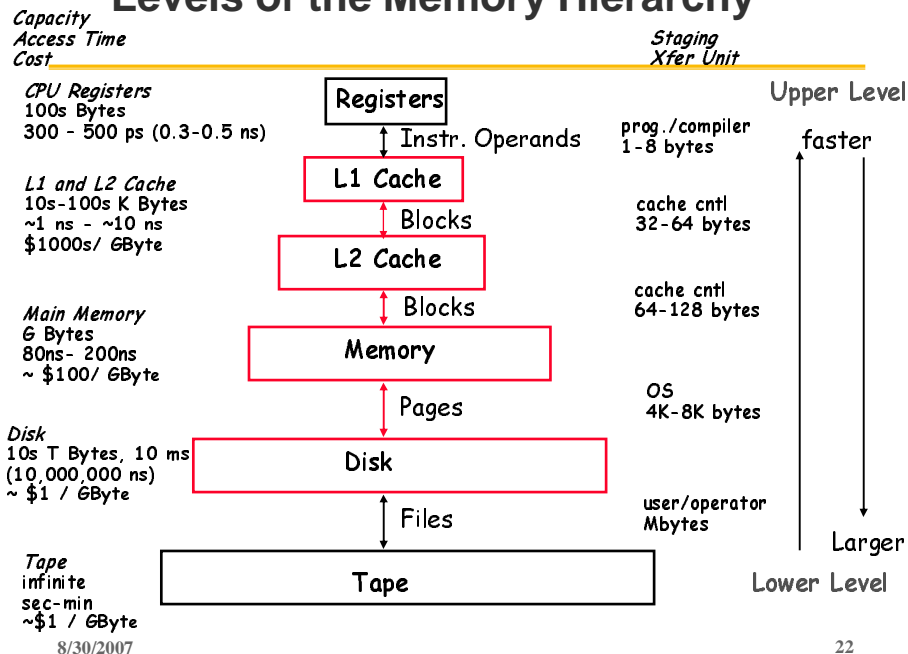 Levels of the Memory Hierarchy
Capacity
Access Time
Cost
Staging
Xfer Unit
CPU Registers
100s Bytes
300 - 500 ps (0.3-0.5 ns)
Registers
Instr. Operands
prog./compiler
1-8 bytes
Upper Level
faster
L1 and L2 Cache
10s-100s K Bytes
~1 ns - ~10 ns
$1000s/ GByte
L1 Cache
Blocks
cache cntl
32-64 bytes
L2 Cache
Blocks
cache cntl
64-128 bytes
Main Memory
G Bytes
80ns- 200ns
~ $100/ GByte
Memory
Pages
OS
4K-8K bytes
Disk
10s T Bytes, 10 ms
(10,000,000 ns)
~ $1 / GByte
Disk
Files
user/operator
Mbytes
Larger
Lower Level
Tape
infinite
sec-min
~$1 / GByte
Tape
8/30/2007
22